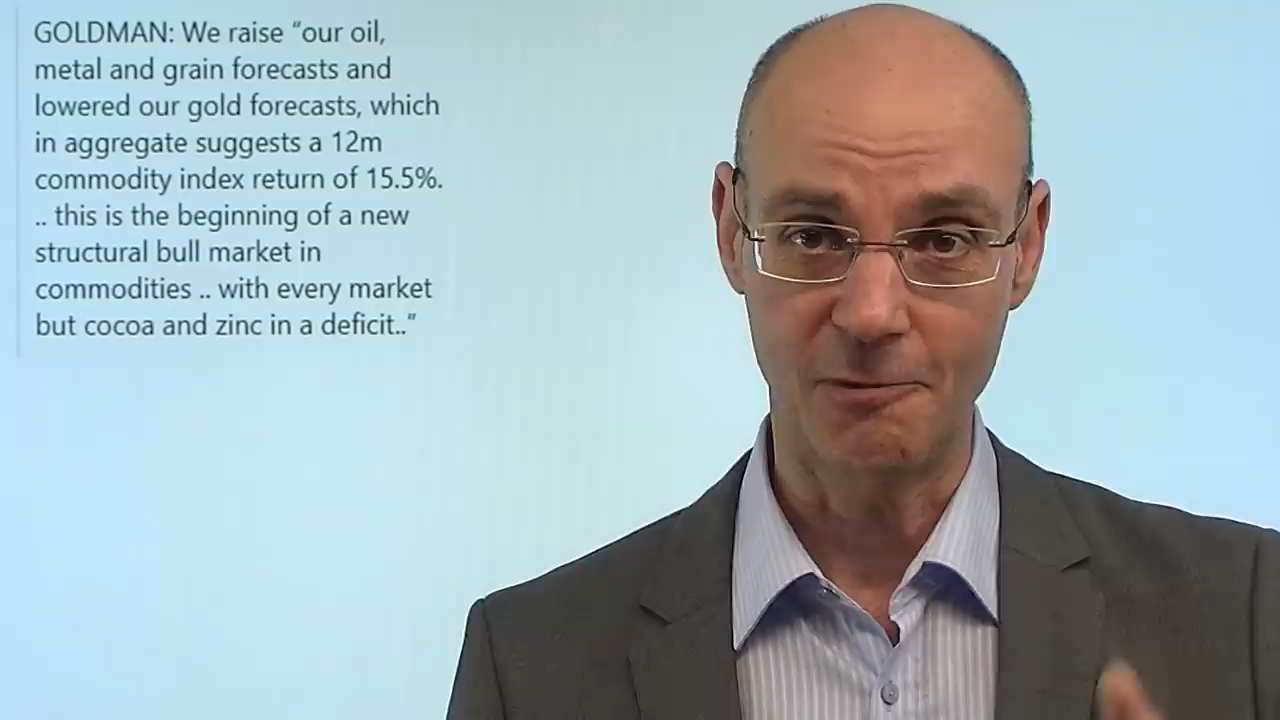 GOLDMAN: We raise “our oil,
metal and grain forecasts and
lowered our gold forecasts, which
in aggregate suggests a 12m
commodity index return of 15.5%.
.. this is the beginning of a new
structural bull market in
commodities .. with every market
but cocoa and zinc in a deficit..”